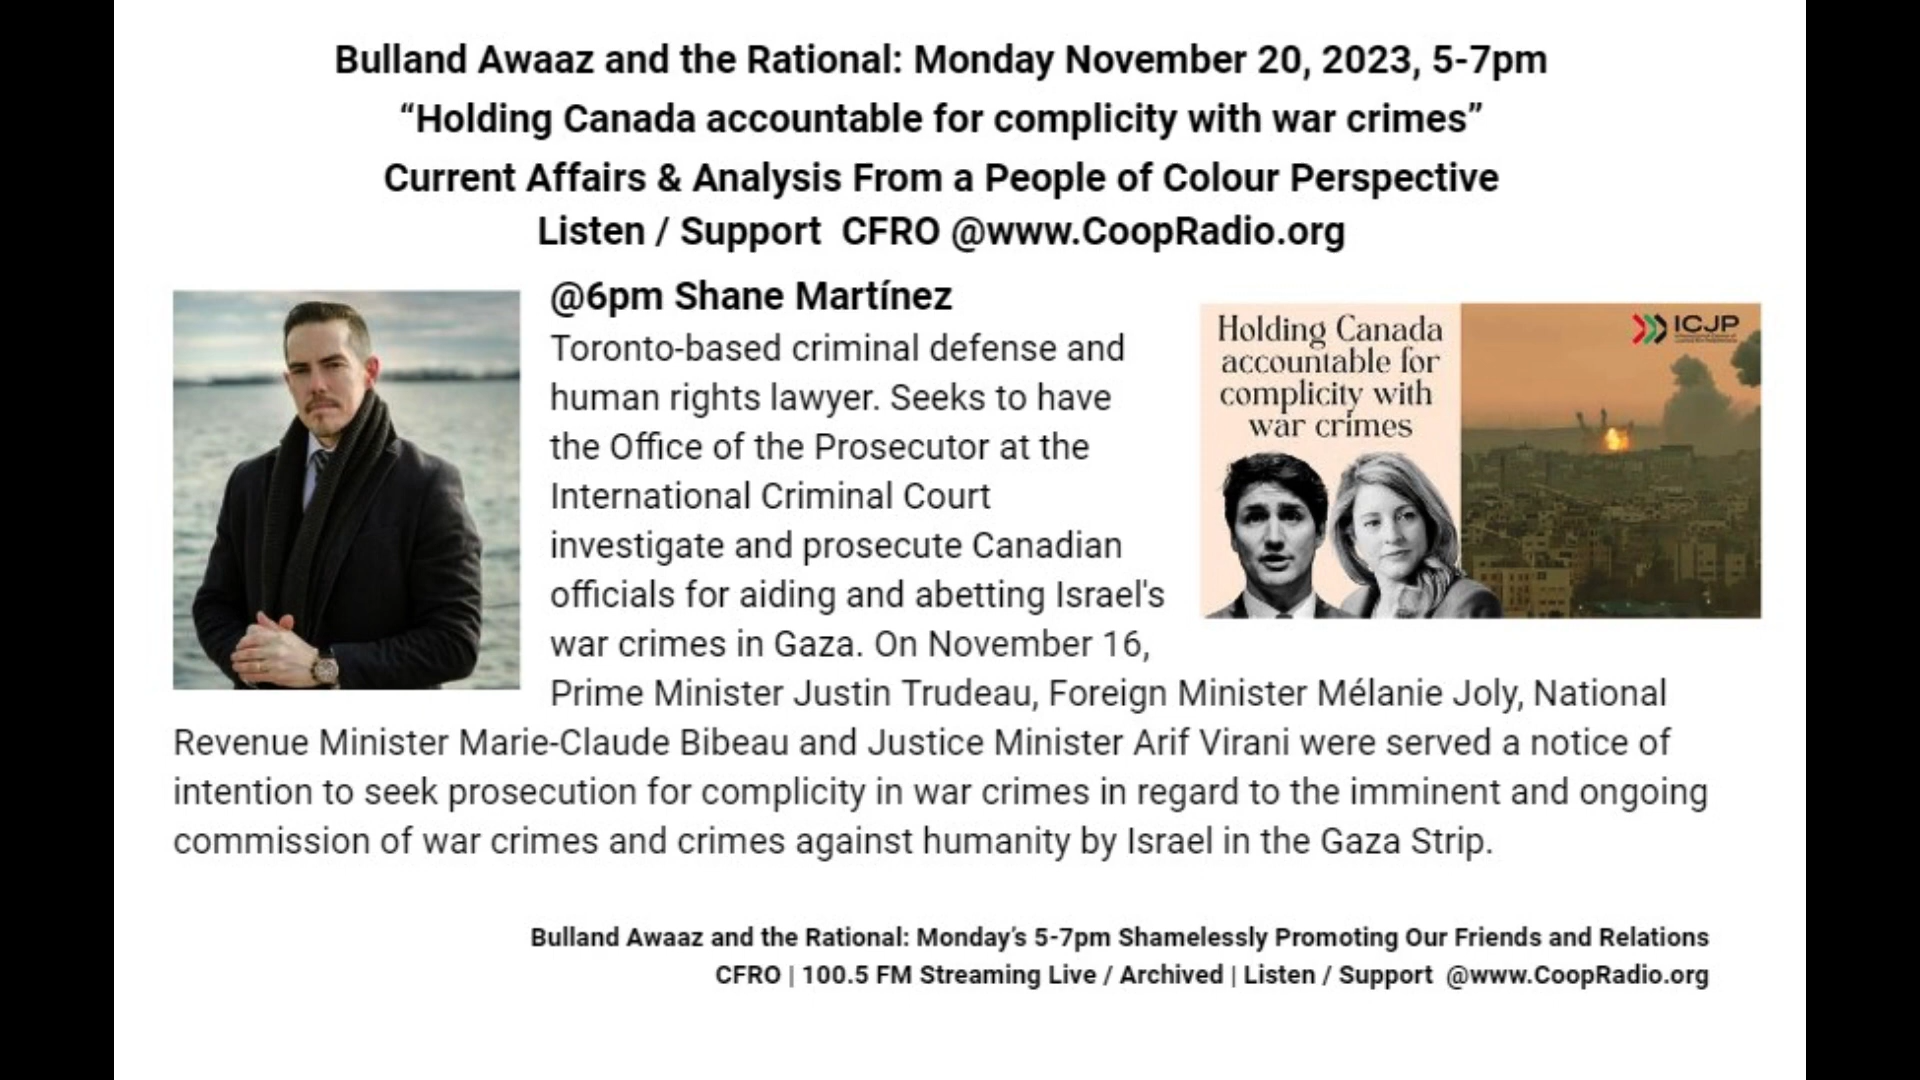 Bulland Awaaz and the Rational: Monday November 20, 2023, 5-7pm
“Holding Canada accountable for complicity with war crimes”
Current Affairs & Analysis From a People of Colour Perspective
Listen / Support CFRO @www.CoopRadio.org
@6pm Shane Martínez
Toronto-based criminal defense and
human rights lawyer. Seeks to have
the Office of the Prosecutor at the
International Criminal Court
investigate and prosecute Canadian
officials for aiding and abetting Israel's
war crimes in Gaza. On November 16,
Prime Minister Justin Trudeau, Foreign Minister Mélanie Joly, National
Revenue Minister Marie-Claude Bibeau and Justice Minister Arif Virani were served a notice of
intention to seek prosecution for complicity in war crimes in regard to the imminent and ongoing
commission of war crimes and crimes against humanity by Israel in the Gaza Strip.
Holding Canada
accountable for
complicity with
war crimes
ICJP
Bulland Awaaz and the Rational: Monday’s 5-7pm Shamelessly Promoting Our Friends and Relations
CFRO | 100.5 FM Streaming Live / Archived | Listen / Support @www.CoopRadio.org